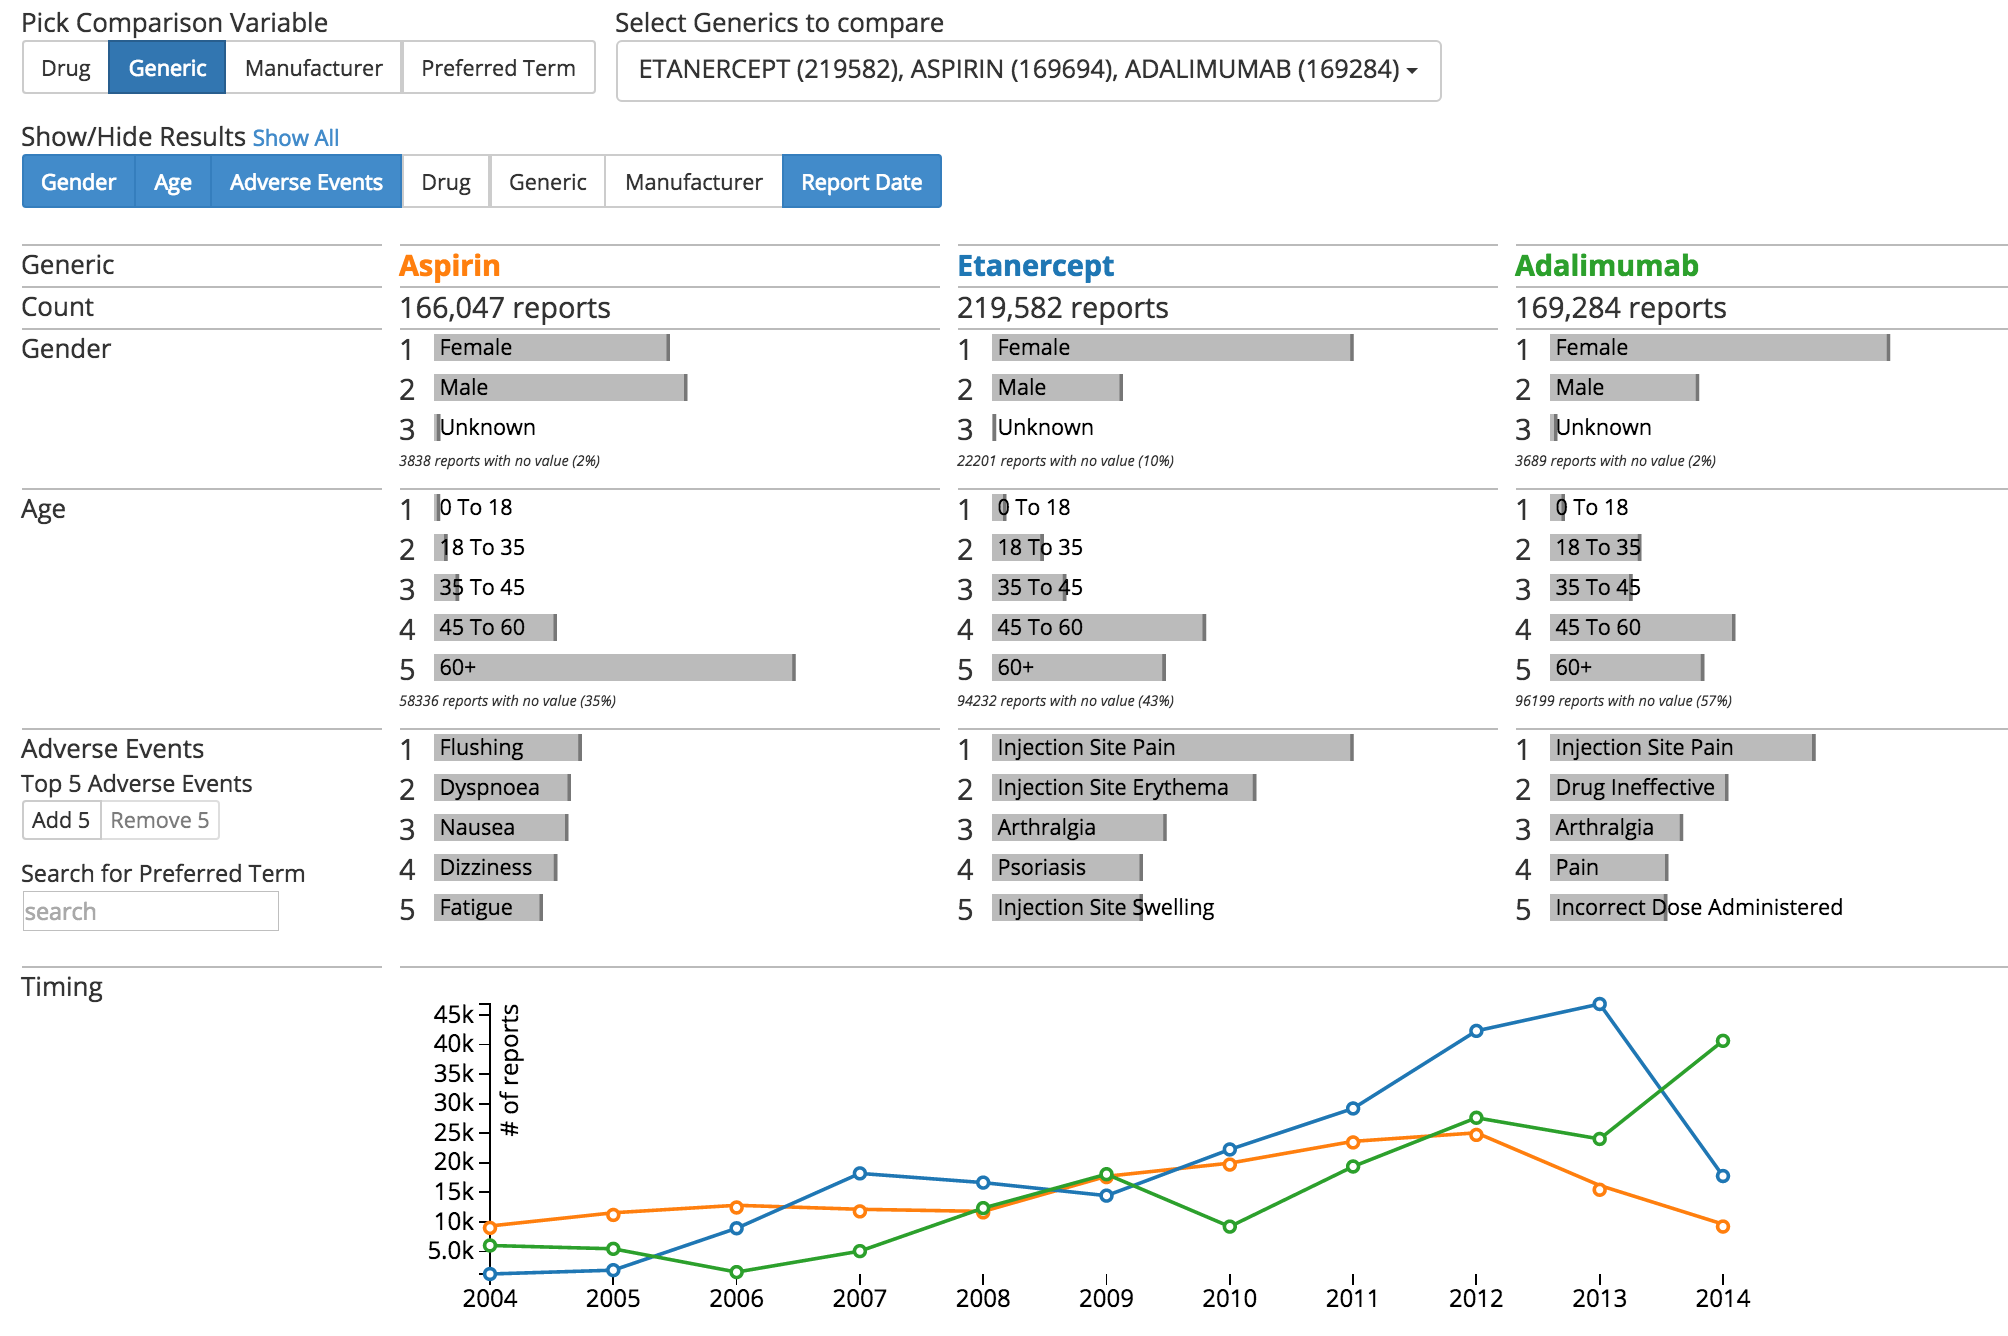 Pick Comparison Variable
Select Generics to compare
Drug Generic Manufacturer Preferred Term
ETANERCEPT (219582), ASPIRIN (169694), ADALIMUMAB (169284)
Show/Hide Results Show All
Gender Age Adverse Events Drug Generic Manufacturer Report Date
Generic Aspirin Etanercept Adalimumab
Count 166,047 reports 219,582 reports 169,284 reports
Gender 1 Female 1 Female 1 Female
2 Male 2 Male 2 Male
3 Unknown 3 Unknown 3 Unknown
3838 reports with no value (2%) 22201 reports with no value (10%) 3689 reports with no value (2%)
Age 1 0 To 18 1 0 To 18 1 0 To 18
2 18 To 35 2 18 To 35 2 18 To 35
3 35 To 45 3 35 To 45 3 35 To 45
4 45 To 60 4 45 To 60 4 45 To 60
5 60+ 5 60+ 5 60+
58336 reports with no value (35%) 94232 reports with no value (43%) 96199 reports with no value (57%)
Adverse Events 1 Flushing 1 Injection Site Pain 1 Injection Site Pain
Top 5 Adverse Events 2 Dyspnoea 2 Injection Site Erythema 2 Drug Ineffective
Add 5 Remove 5 3 Nausea 3 Arthralgia 3 Arthralgia
Search for Preferred Term 4 Dizziness 4 Psoriasis 4 Pain
search 5 Fatigue 5 Injection Site Swelling 5 Incorrect Dose Administered
Timing
45k
40k
35k
30k
25k
20k
15k
10k
5.0k
# of reports
2004 2005 2006 2007 2008 2009 2010 2011 2012 2013 2014